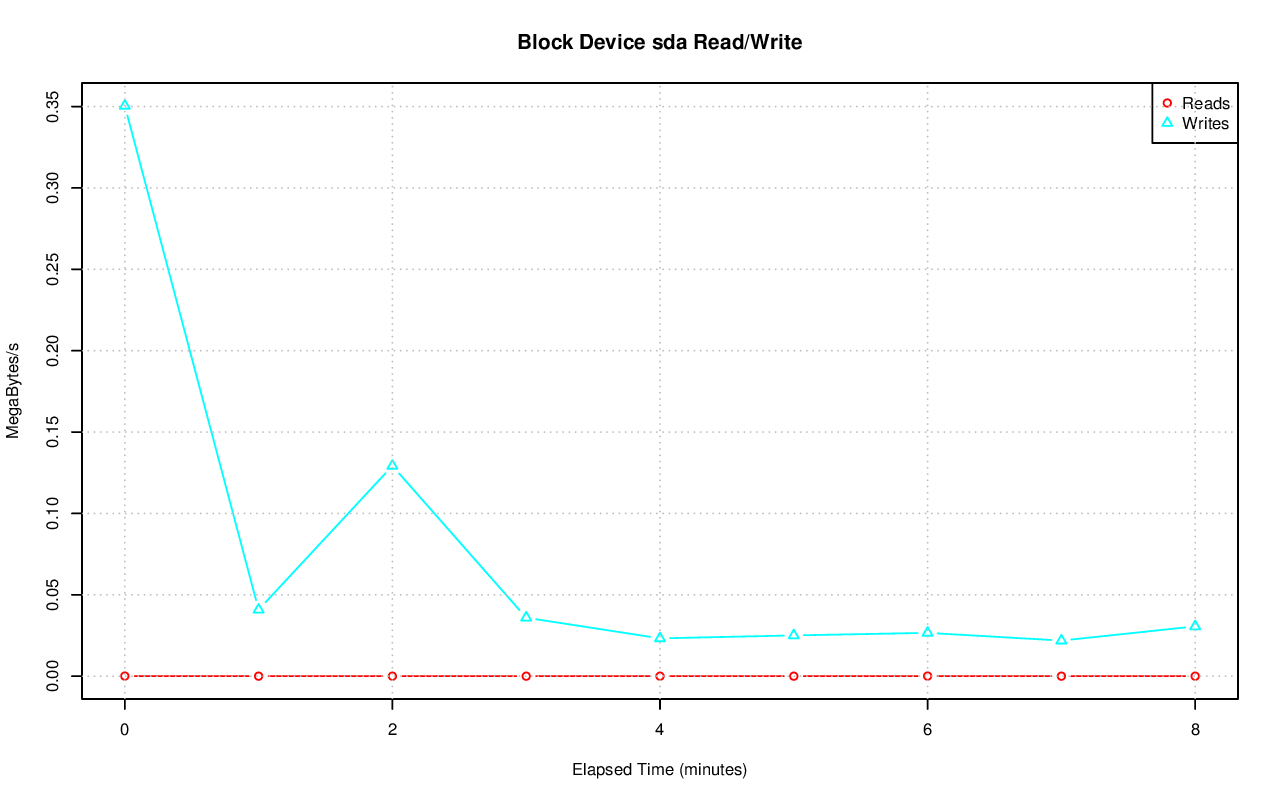 Block Device sda Read/Write
Reads
Writes
MegaBytes/s
0.35
0.30
0.25
0.20
0.15
0.10
0.05
0.00
0 2 4 6 8
Elapsed Time (minutes)